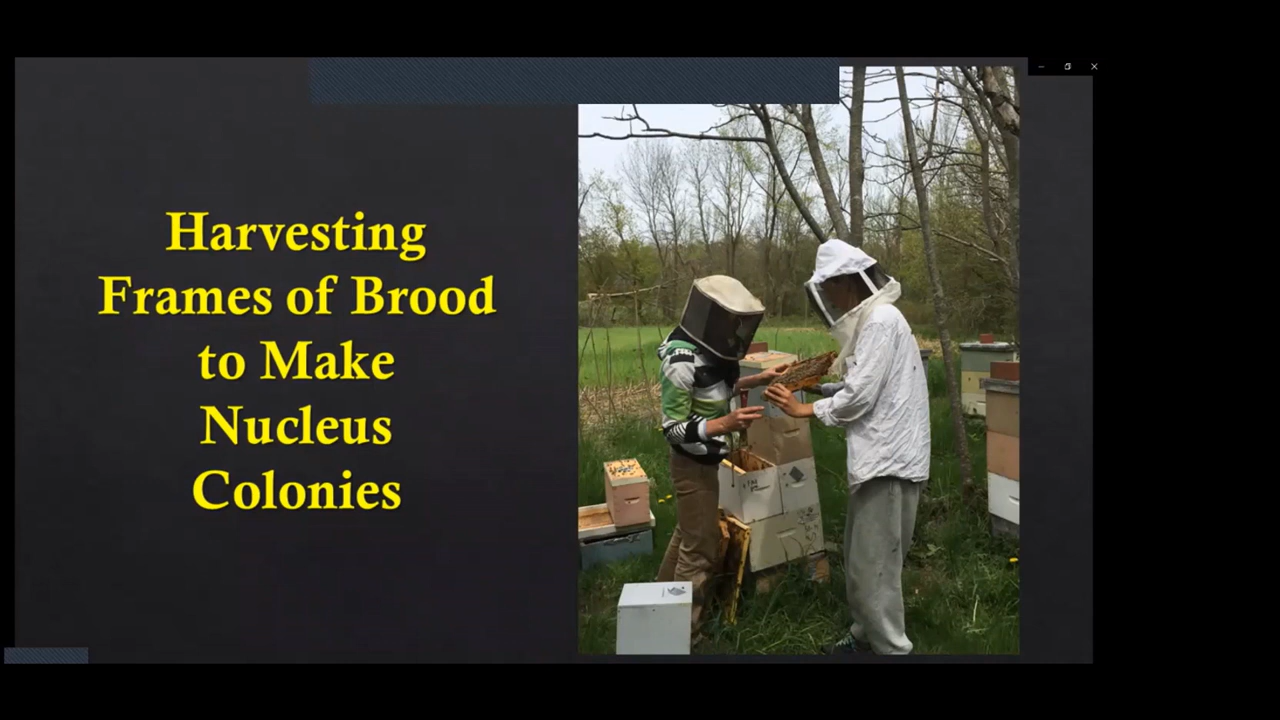 Harvesting
Frames of Brood
to Make
Nucleus
Colonies